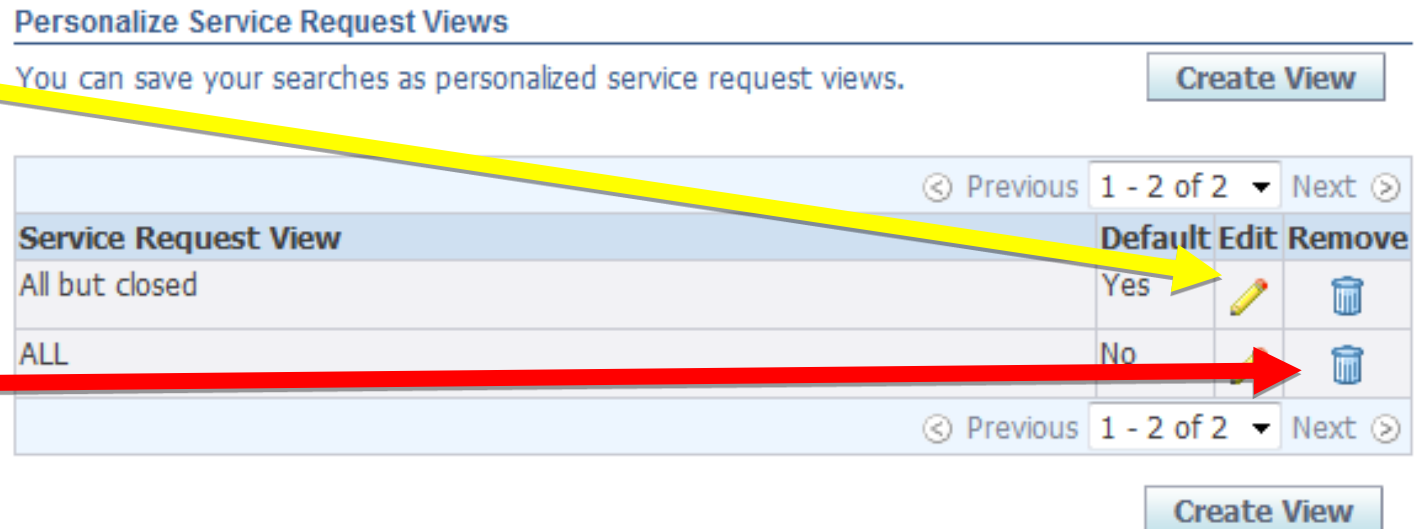 Personalize Service Request Views
You can save your searches as personalized service request views. Create View
Previous 1 - 2 of 2 Next
Service Request View Default Edit Remove
All but closed Yes
ALL No
Previous 1 - 2 of 2 Next
Create View